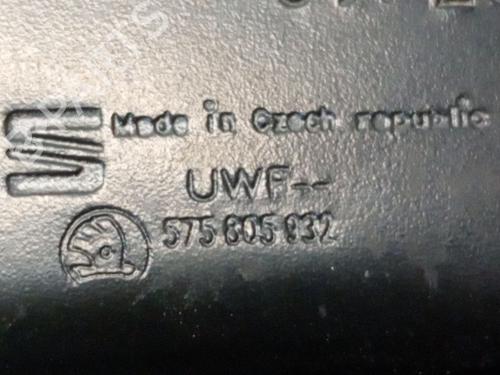 Made in Czech republic
UWF--
575 805 932